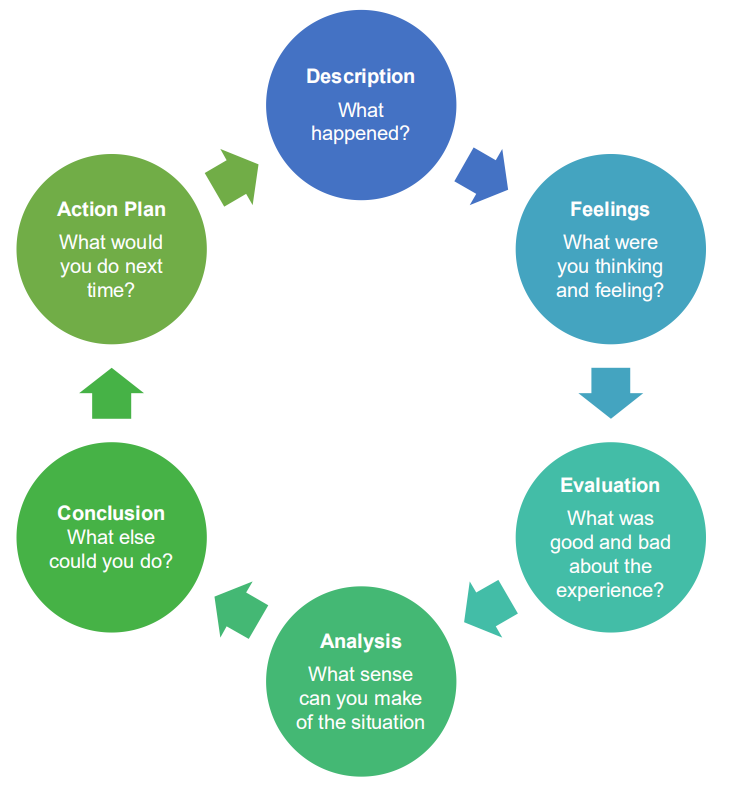 Description
What
happened?
Feelings
What were
you thinking
and feeling?
Evaluation
What was
good and bad
about the
experience?
Analysis
What sense
can you make
of the situation
Conclusion
What else
could you do?
Action Plan
What would
you do next
time?